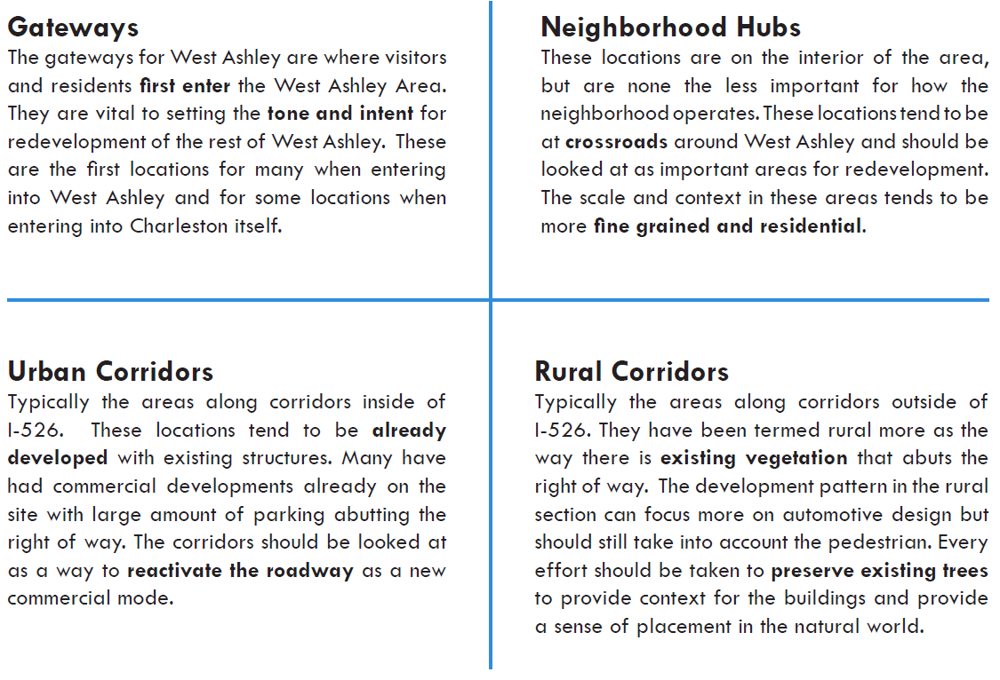 Gateways
The gateways for West Ashley are where visitors
and residents first enter the West Ashley Area.
They are vital to setting the tone and intent for
redevelopment of the rest of West Ashley. These
are the first locations for many when entering
into West Ashley and for some locations when
entering into Charleston itself.
Neighborhood Hubs
These locations are on the interior of the area,
but are none the less important for how the
neighborhood operates. These locations tend to be
at crossroads around West Ashley and should be
looked at as important areas for redevelopment.
The scale and context in these areas tends to be
more fine grained and residential.
Urban Corridors
Typically the areas along corridors inside of
I-526. These locations tend to be already
developed with existing structures. Many have
had commercial developments already on the
site with large amount of parking abutting the
right of way. The corridors should be looked at
as a way to reactivate the roadway as a new
commercial mode.
Rural Corridors
Typically the areas along corridors outside of
I-526. They have been termed rural more as the
way there is existing vegetation that abuts the
right of way. The development pattern in the rural
section can focus more on automotive design but
should still take into account the pedestrian. Every
effort should be taken to preserve existing trees
to provide context for the buildings and provide
a sense of placement in the natural world.